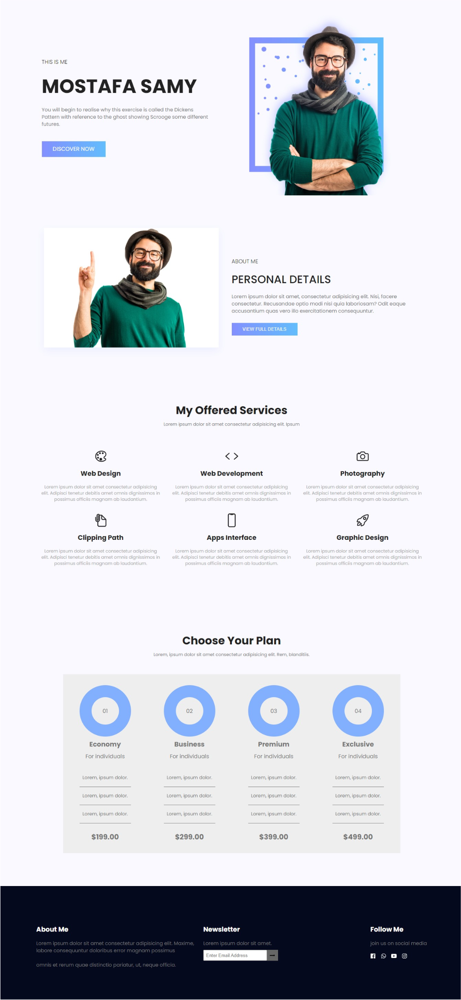 THIS IS ME
MOSTAFA SAMY
You will begin to realise why this exercise is called the Dickens
Pattern with reference to the ghost showing Scrooge some different
futures.
DISCOVER NOW
ABOUT ME
PERSONAL DETAILS
Lorem ipsum dolor sit amet, consectetur adipisicing elit. Nisi, facere
consectetur. Recusandae optio modi nisi quia laboriosam? Odit eaque
accusantium quas vero illo exercitationem consequuntur.
VIEW FULL DETAILS
My Offered Services
Lorem ipsum dolor sit amet consectetur adipisicing elit. Ipsum
Web Design
Lorem ipsum dolor sit amet consectetur adipisicing
elit. Adipisci tenetur debitis amet omnis dignissimos in
possimus officiis magnam ab laudantium.
Web Development
Lorem ipsum dolor sit amet consectetur adipisicing
elit. Adipisci tenetur debitis amet omnis dignissimos in
possimus officiis magnam ab laudantium.
Photography
Lorem ipsum dolor sit amet consectetur adipisicing
elit. Adipisci tenetur debitis amet omnis dignissimos in
possimus officiis magnam ab laudantium.
Clipping Path
Lorem ipsum dolor sit amet consectetur adipisicing
elit. Adipisci tenetur debitis amet omnis dignissimos in
possimus officiis magnam ab laudantium.
Apps Interface
Lorem ipsum dolor sit amet consectetur adipisicing
elit. Adipisci tenetur debitis amet omnis dignissimos in
possimus officiis magnam ab laudantium.
Graphic Design
Lorem ipsum dolor sit amet consectetur adipisicing
elit. Adipisci tenetur debitis amet omnis dignissimos in
possimus officiis magnam ab laudantium.
Choose Your Plan
Lorem, ipsum dolor sit amet consectetur adipisicing elit. Rem, blanditiis.
01
Economy
For individuals
Lorem, ipsum dolor.
Lorem, ipsum dolor.
Lorem, ipsum dolor.
$199.00
02
Business
For individuals
Lorem, ipsum dolor.
Lorem, ipsum dolor.
Lorem, ipsum dolor.
$299.00
03
Premium
For individuals
Lorem, ipsum dolor.
Lorem, ipsum dolor.
Lorem, ipsum dolor.
$399.00
04
Exclusive
For individuals
Lorem, ipsum dolor.
Lorem, ipsum dolor.
Lorem, ipsum dolor.
$499.00
About Me
Lorem ipsum dolor sit amet consectetur adipisicing elit. Maxime,
labore consequuntur doloribus error magnam possimus
omnis et rerum quae distinctio pariatur, ut, neque officia.
Newsletter
Lorem ipsum dolor sit amet.
Enter Email Address
Follow Me
join us on social media